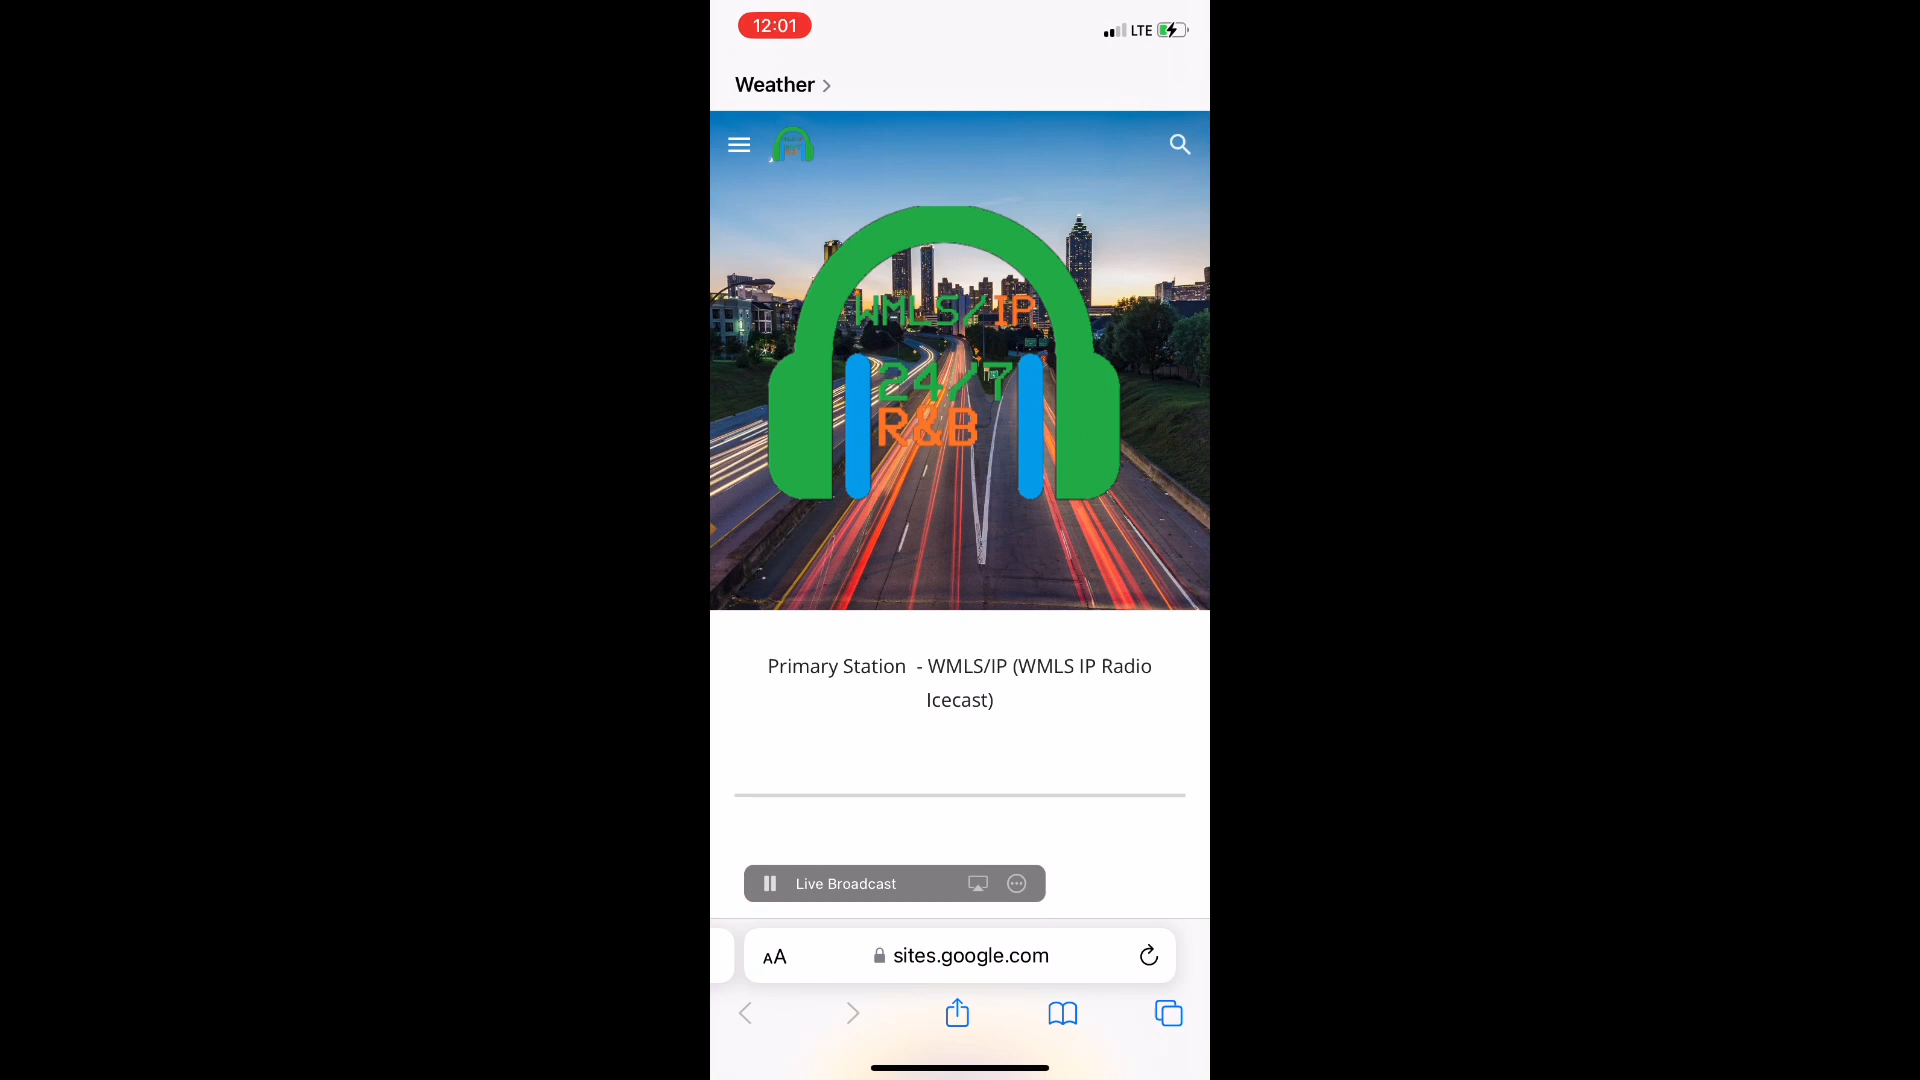 12:01
LTE
Weather
WMLS/IP
24/7
R&B
Primary Station - WMLS/IP (WMLS IP Radio
Icecast)
Live Broadcast
AA
sites.google.com